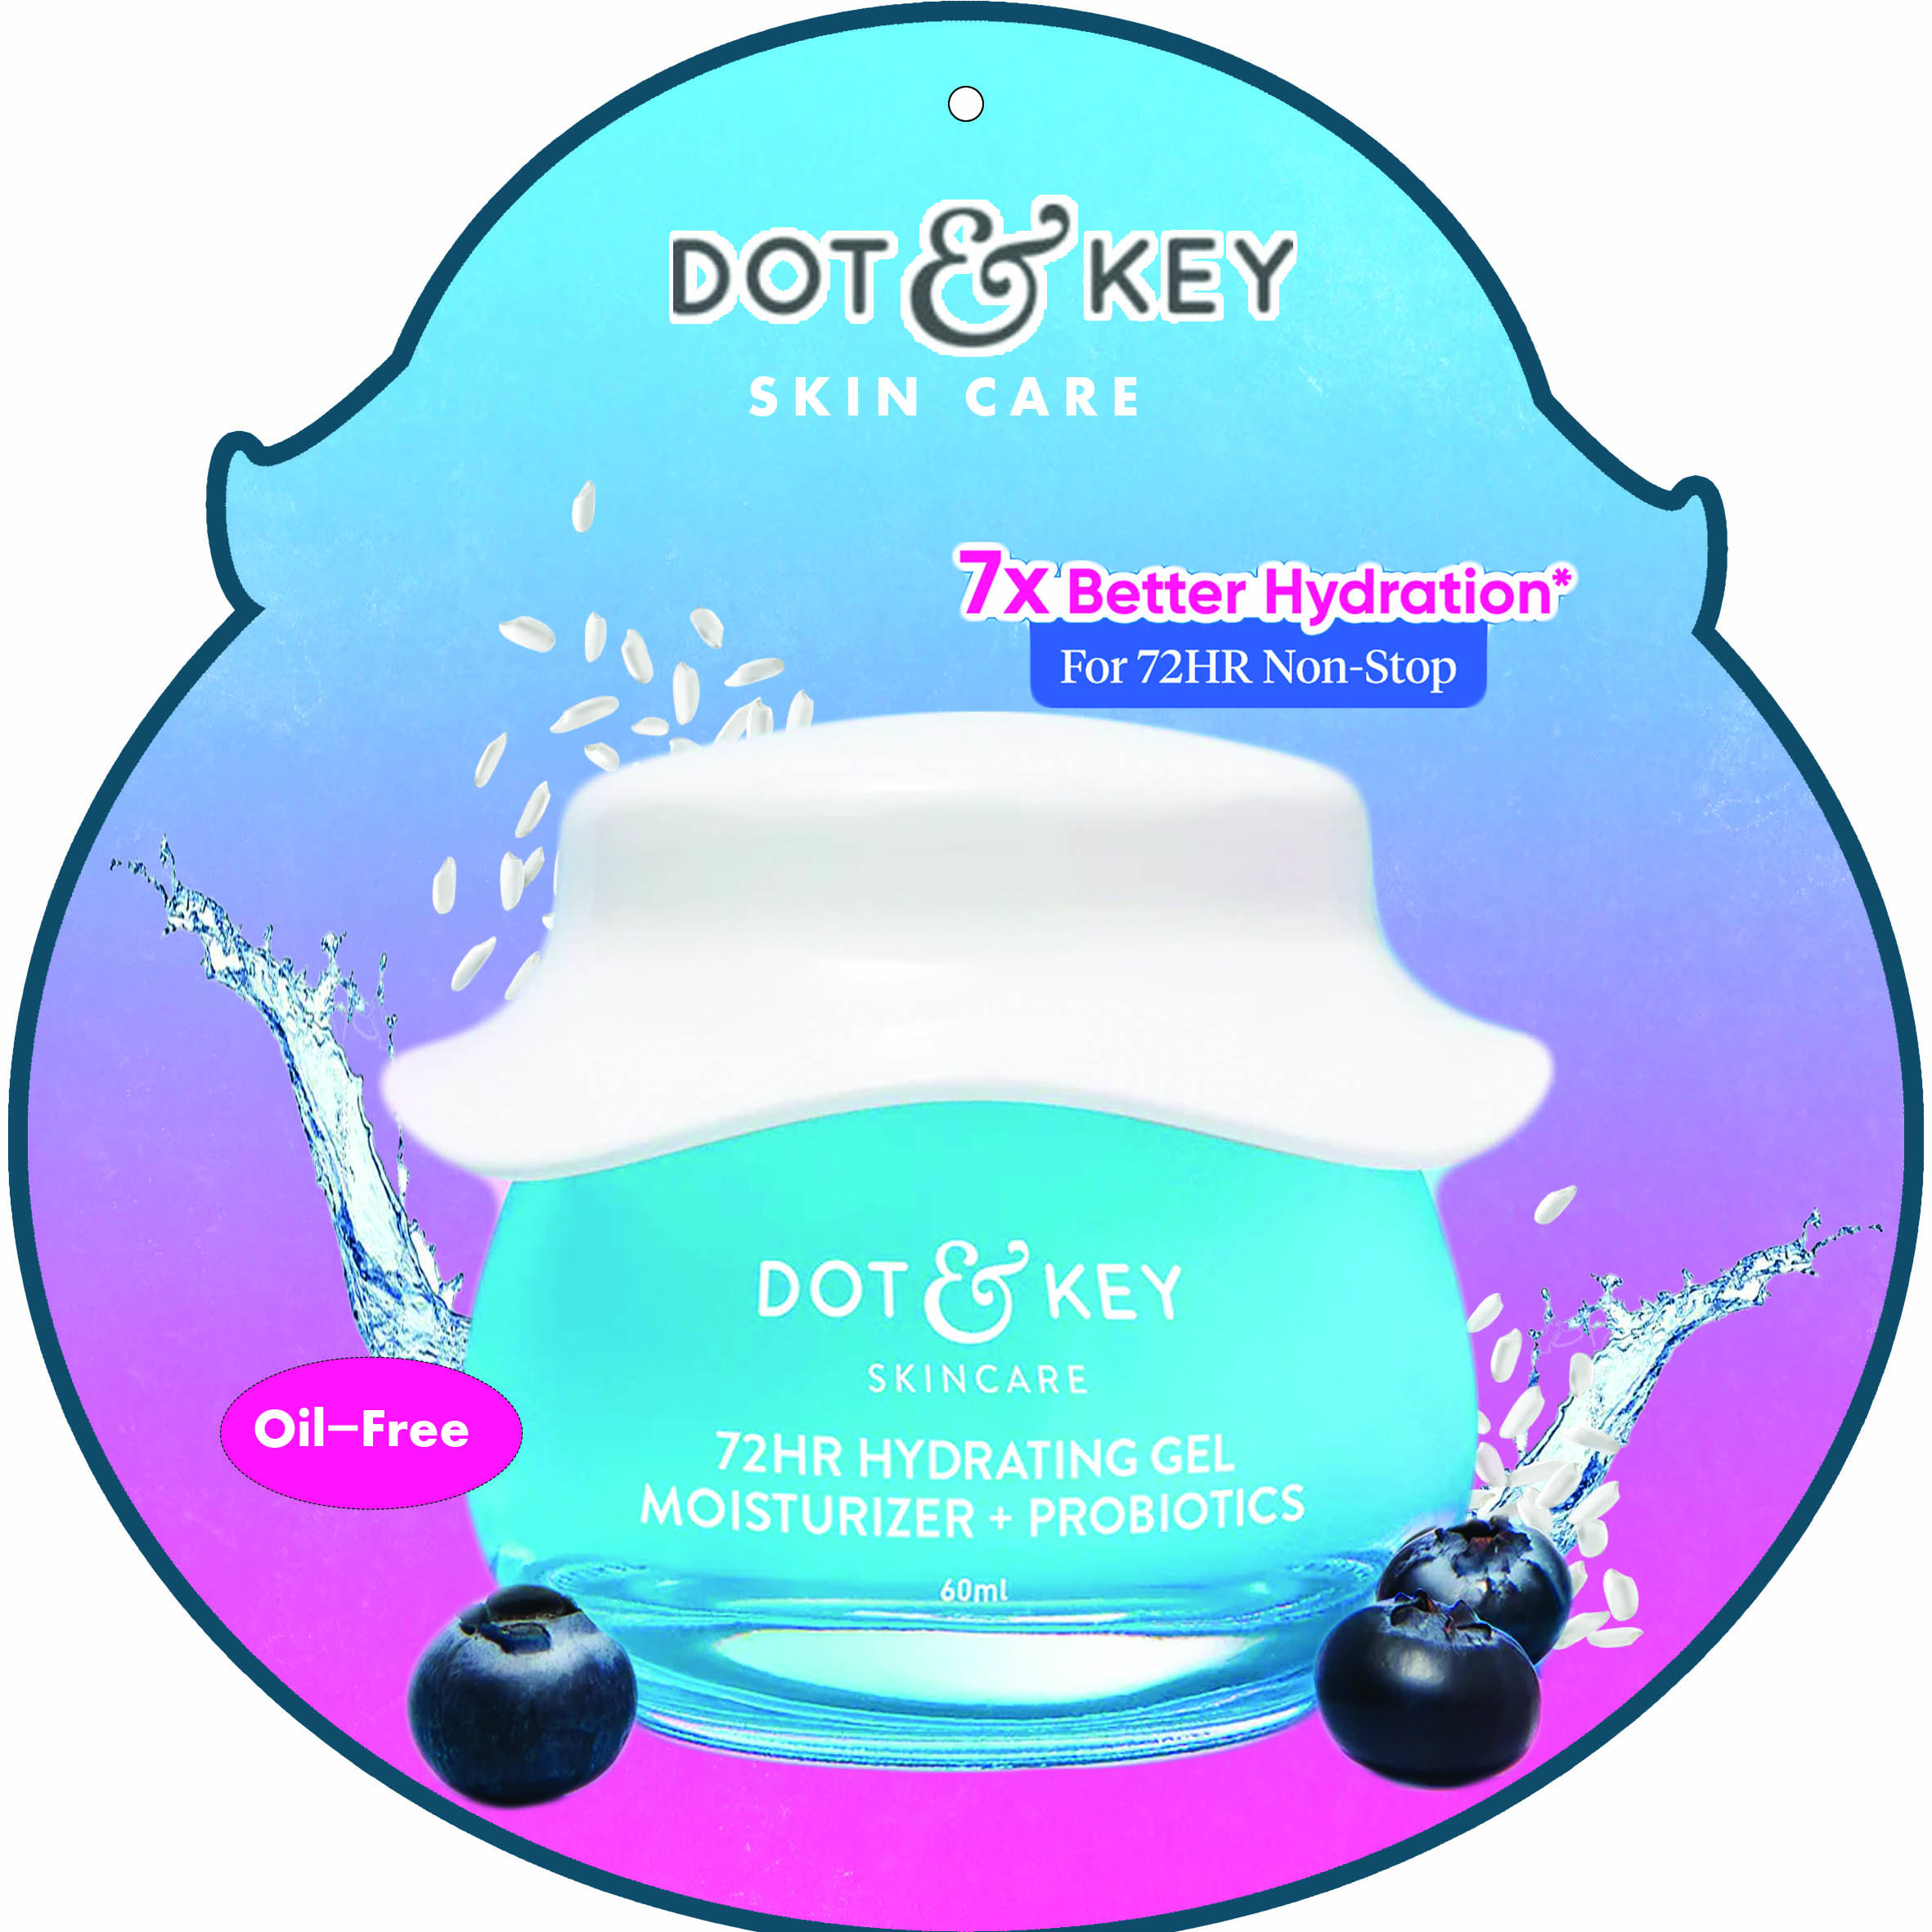 DOT & KEY
SKIN CARE
7x Better Hydration*
For 72HR Non-Stop
DOT & KEY
SKINCARE
72HR HYDRATING GEL
MOISTURIZER + PROBIOTICS
60ml
Oil–Free